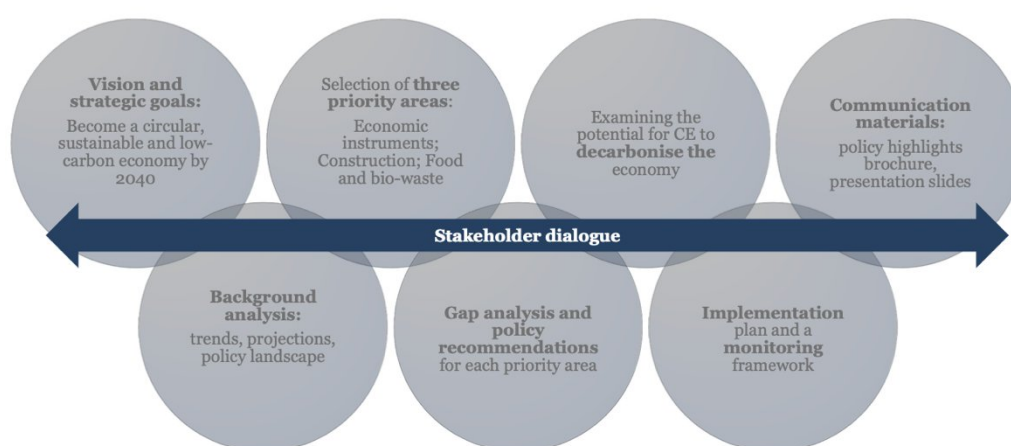 Vision and
strategic goals:
Become a circular,
sustainable and low-
carbon economy by
2040
Selection of three
priority areas:
Economic
instruments;
Construction; Food
and bio-waste
Examining the
potential for CE to
decarbonise the
economy
Communication
materials:
policy highlights
brochure,
presentation slides
Stakeholder dialogue
Background
analysis:
trends, projections,
policy landscape
Gap analysis and
policy
recommendations
for each priority area
Implementation
plan and a
monitoring
framework